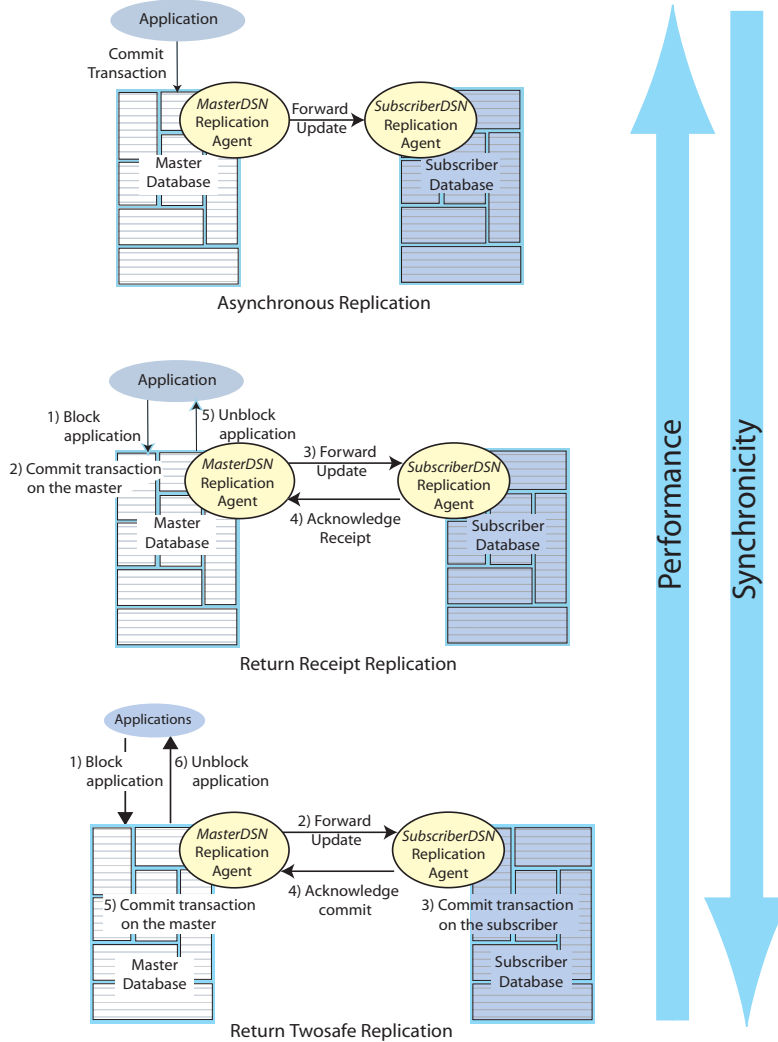 Application
Commit
Transaction
MasterDSN
Replication
Agent
Forward
Update
SubscriberDSN
Replication
Agent
Master
Database
Subscriber
Database
Asynchronous Replication
Application
1) Block
application
5) Unblock
application
2) Commit transaction
on the master
MasterDSN
Replication
Agent
3) Forward
Update
SubscriberDSN
Replication
Agent
4) Acknowledge
Receipt
Master
Database
Subscriber
Database
Return Receipt Replication
Applications
1) Block
application
6) Unblock
application
MasterDSN
Replication
Agent
2) Forward
Update
SubscriberDSN
Replication
Agent
4) Acknowledge
commit
5) Commit transaction
on the master
3) Commit transaction
on the subscriber
Master
Database
Subscriber
Database
Return Twosafe Replication
Performance
Synchronicity